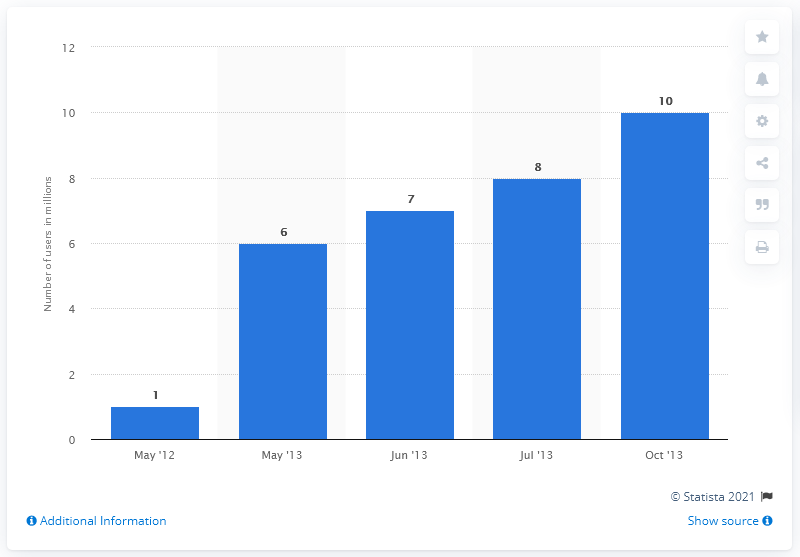 12
10
8
6
4
2
0
Number of users in millions
1
6
7
8
10
May '12
May '13
Jun '13
Jul '13
Oct '13
© Statista 2021
Additional Information
Show source